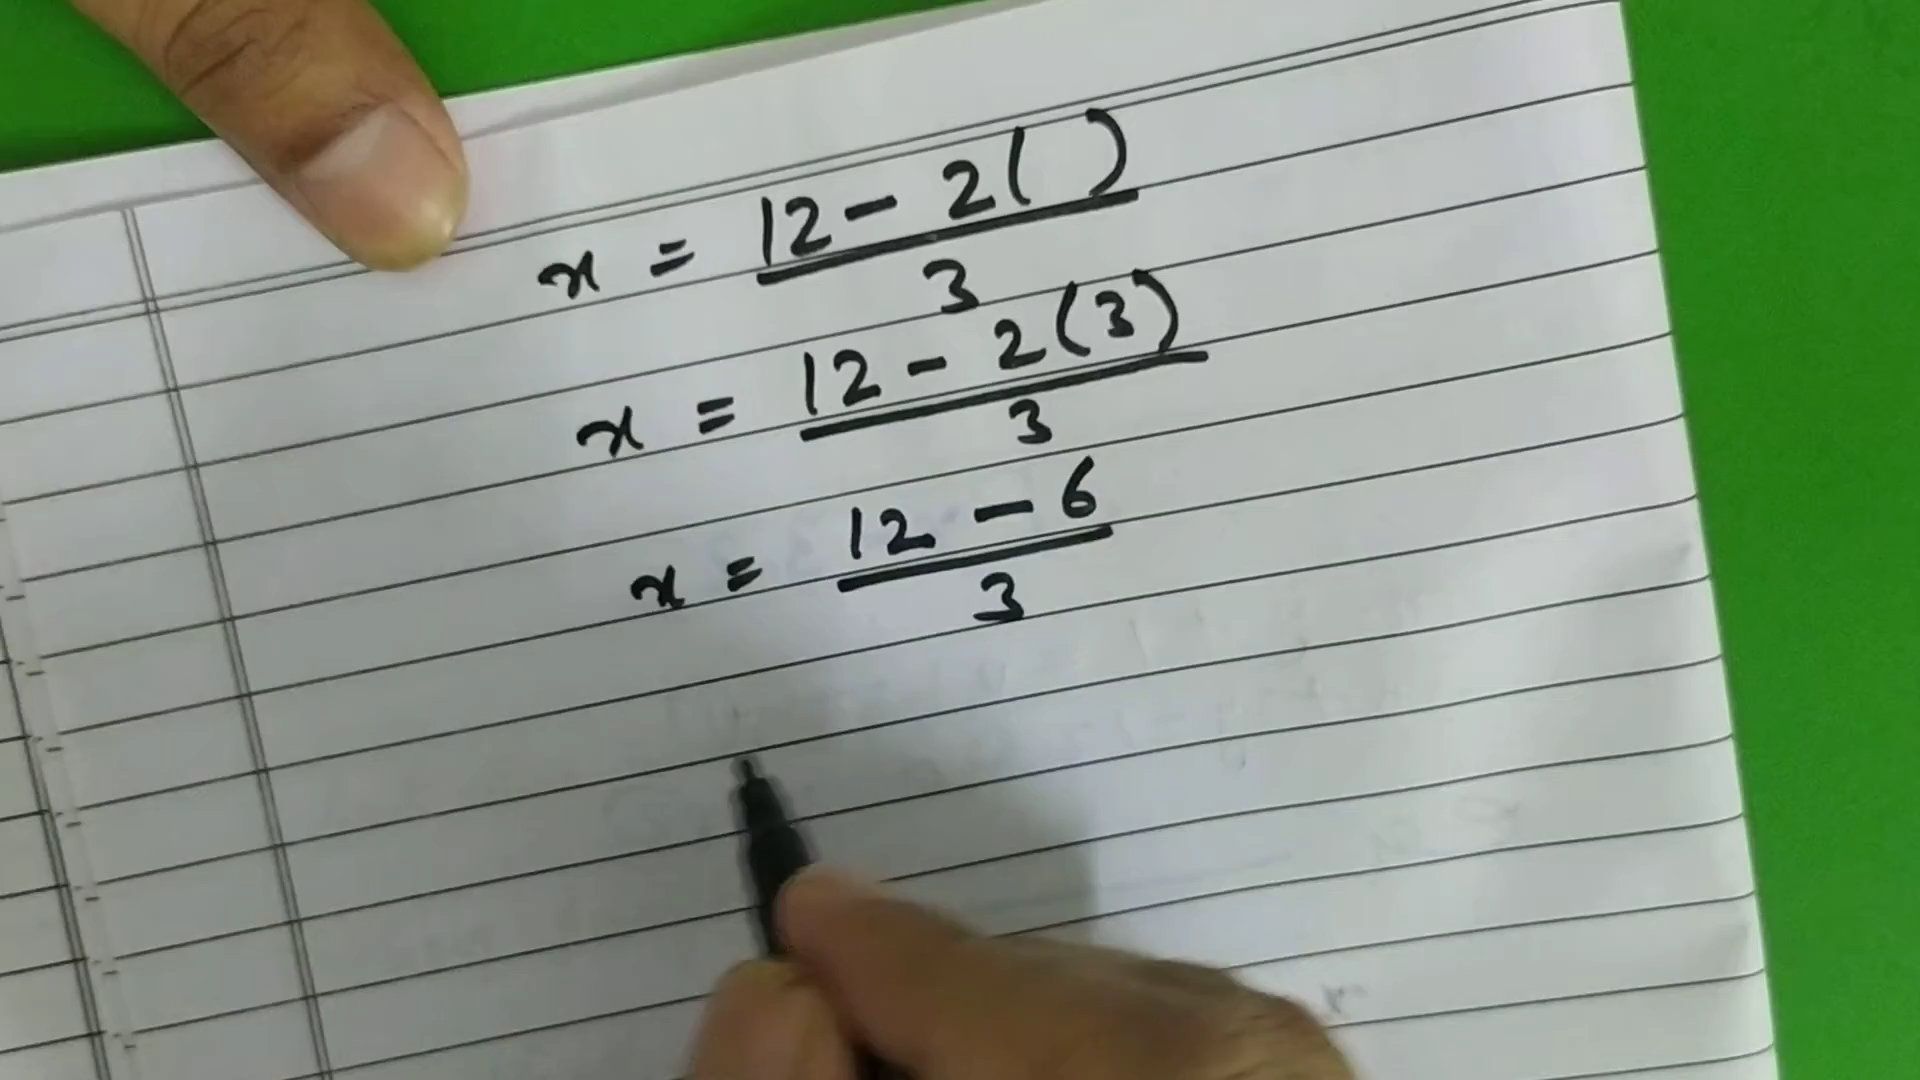 x = 12 - 2( ) / 3
x = 12 - 2(3) / 3
x = 12 - 6 / 3